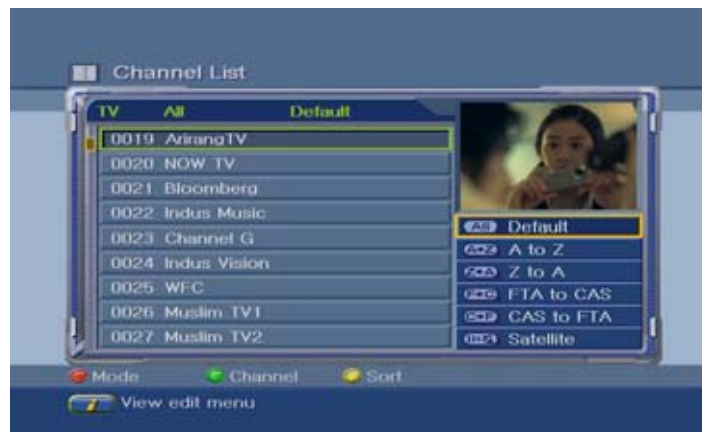 Channel List
TV All Default
0019 ArirangTV
0020 NOW TV
0021 Bloomberg
0022 Indus Music
0023 Channel G
0024 Indus Vision
0025 WFC
0026 Muslim TV1
0027 Muslim TV2
All Default
A to Z
Z to A
FTA to CAS
CAS to FTA
Satellite
Mode Channel Sort
i View edit menu